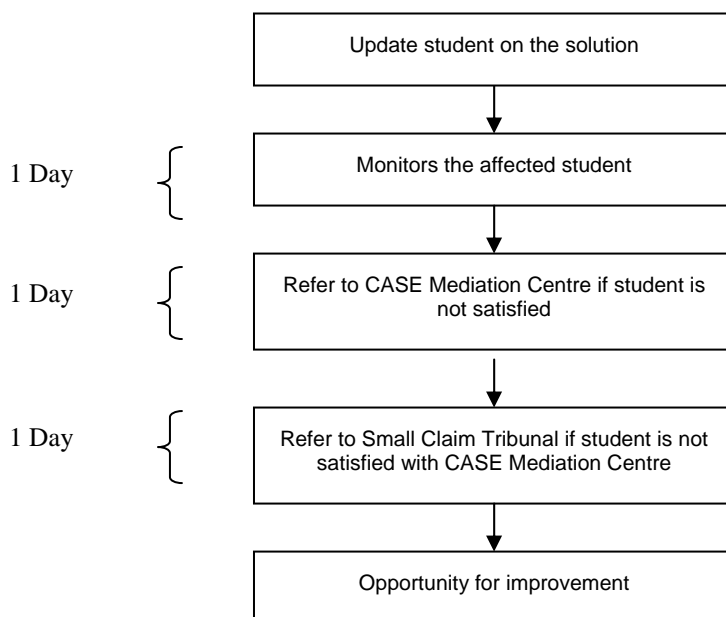 Update student on the solution
1 Day
Monitors the affected student
1 Day
Refer to CASE Mediation Centre if student is
not satisfied
1 Day
Refer to Small Claim Tribunal if student is not
satisfied with CASE Mediation Centre
Opportunity for improvement